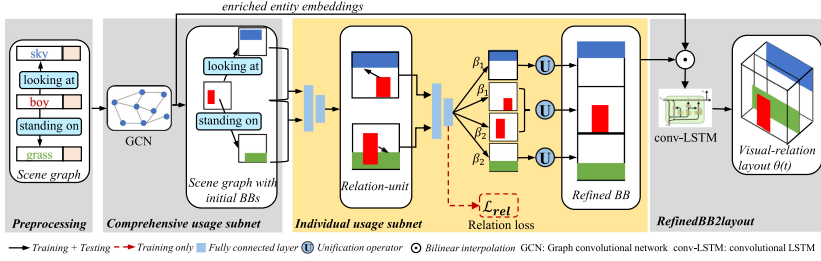 enriched entity embeddings
sky
looking at
boy
standing on
grass
Scene graph
Preprocessing
GCN
looking at
standing on
Scene graph with
initial BBs
Comprehensive usage subnet
Relation-unit
Individual usage subnet
β1
β1
β2
β2
U
U
U
ℒrel
Relation loss
Refined BB
conv-LSTM
Visual-relation
layout θ(t)
RefinedBB2layout
Training + Testing
Training only
Fully connected layer
U Unification operator
Bilinear interpolation
GCN: Graph convolutional network
conv-LSTM: convolutional LSTM